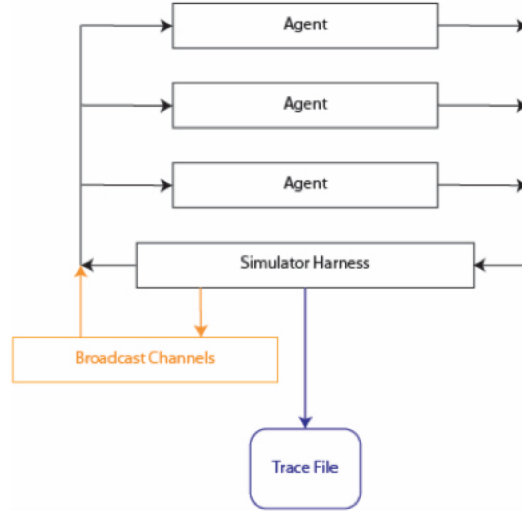 Agent
Agent
Agent
Simulator Harness
Broadcast Channels
Trace File